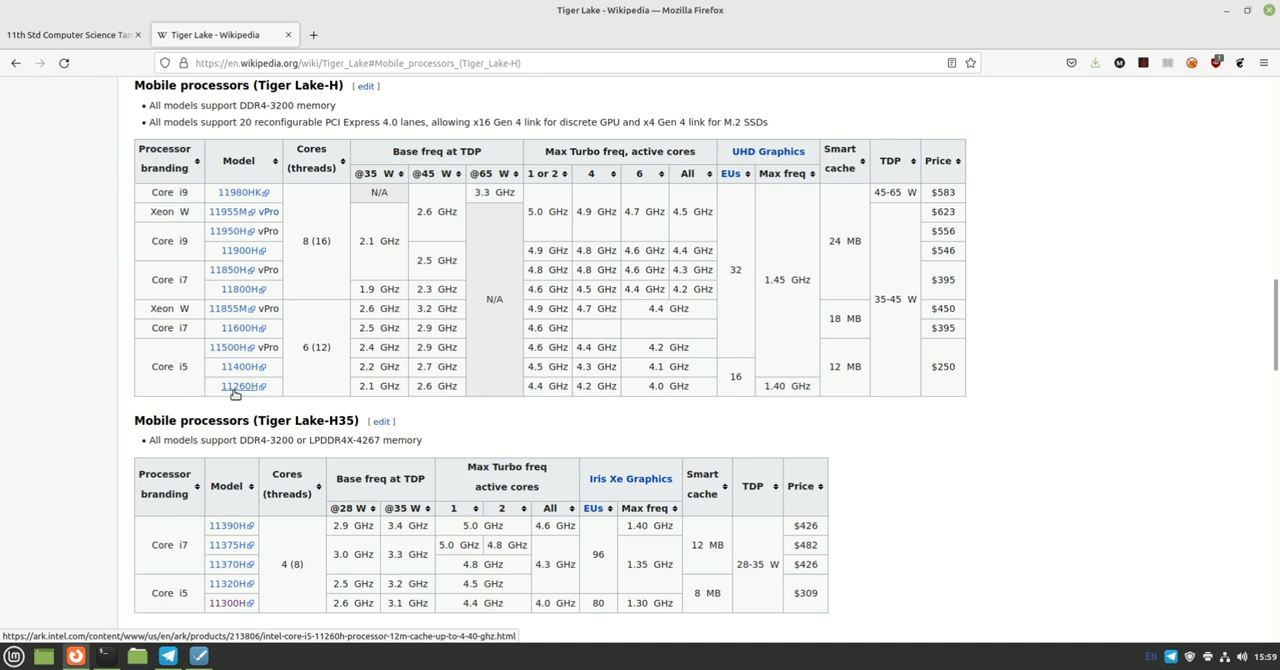 Tiger Lake - Wikipedia — Mozilla Firefox
11th Std Computer Science Tam
Tiger Lake - Wikipedia
https://en.wikipedia.org/wiki/Tiger_Lake#Mobile_processors_(Tiger_Lake-H)
Mobile processors (Tiger Lake-H) [ edit ]
• All models support DDR4-3200 memory
• All models support 20 reconfigurable PCI Express 4.0 lanes, allowing x16 Gen 4 link for discrete GPU and x4 Gen 4 link for M.2 SSDs
Processor branding Model Cores (threads) Base freq at TDP Max Turbo freq, active cores UHD Graphics Smart cache TDP Price
@35 W @45 W @65 W 1 or 2 4 6 All EUs Max freq
Core i9 11980HK N/A 2.6 GHz 3.3 GHz 5.0 GHz 4.9 GHz 4.7 GHz 4.5 GHz 45-65 W $583
Xeon W 11955M vPro $623
Core i9 11950H vPro 8 (16) 2.1 GHz 24 MB $556
11900H 2.5 GHz 4.9 GHz 4.8 GHz 4.6 GHz 4.4 GHz $546
Core i7 11850H vPro 4.8 GHz 4.8 GHz 4.6 GHz 4.3 GHz 32 1.45 GHz $395
11800H 1.9 GHz 2.3 GHz N/A 4.6 GHz 4.5 GHz 4.4 GHz 4.2 GHz 35-45 W
Xeon W 11855M vPro 2.6 GHz 3.2 GHz 4.9 GHz 4.7 GHz 4.4 GHz 18 MB $450
Core i7 11600H 2.5 GHz 2.9 GHz 4.6 GHz $395
Core i5 11500H vPro 6 (12) 2.4 GHz 2.9 GHz 4.6 GHz 4.4 GHz 4.2 GHz 12 MB $250
11400H 2.2 GHz 2.7 GHz 4.5 GHz 4.3 GHz 4.1 GHz 16
11260H 2.1 GHz 2.6 GHz 4.4 GHz 4.2 GHz 4.0 GHz 1.40 GHz
Mobile processors (Tiger Lake-H35) [ edit ]
• All models support DDR4-3200 or LPDDR4X-4267 memory
Processor branding Model Cores (threads) Base freq at TDP Max Turbo freq active cores Iris Xe Graphics Smart cache TDP Price
@28 W @35 W 1 2 All EUs Max freq
Core i7 11390H 4 (8) 2.9 GHz 3.4 GHz 5.0 GHz 4.6 GHz 96 1.40 GHz 12 MB 28-35 W $426
11375H 3.0 GHz 3.3 GHz 5.0 GHz 4.8 GHz 4.3 GHz 1.35 GHz $482
11370H 4.8 GHz $426
Core i5 11320H 2.5 GHz 3.2 GHz 4.5 GHz 8 MB $309
11300H 2.6 GHz 3.1 GHz 4.4 GHz 4.0 GHz 80 1.30 GHz
https://ark.intel.com/content/www/us/en/ark/products/213806/intel-core-i5-11260h-processor-12m-cache-up-to-4-40-ghz.html
EN 15:59